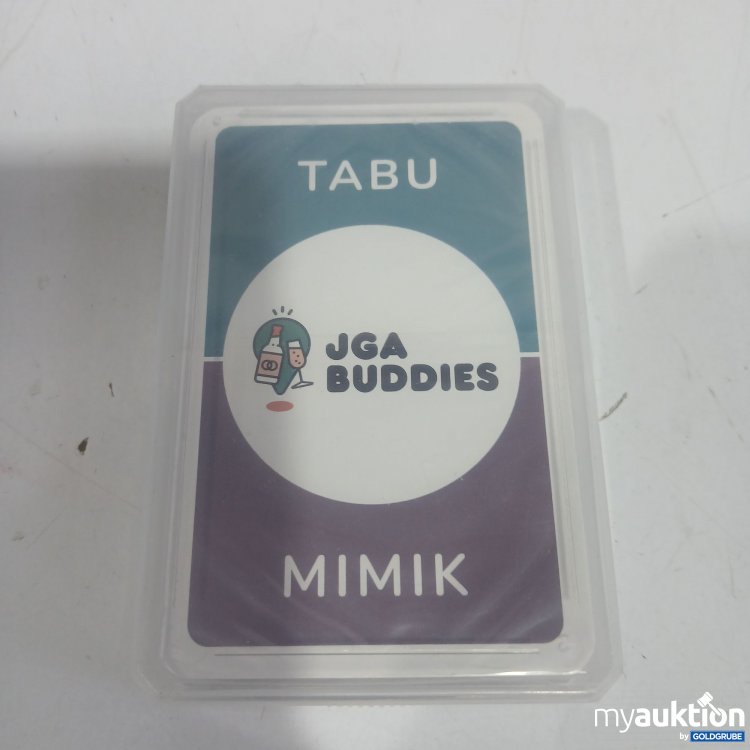 TABU
JGA
BUDDIES
MIMIK
myauktion
by GOLDGRUBE